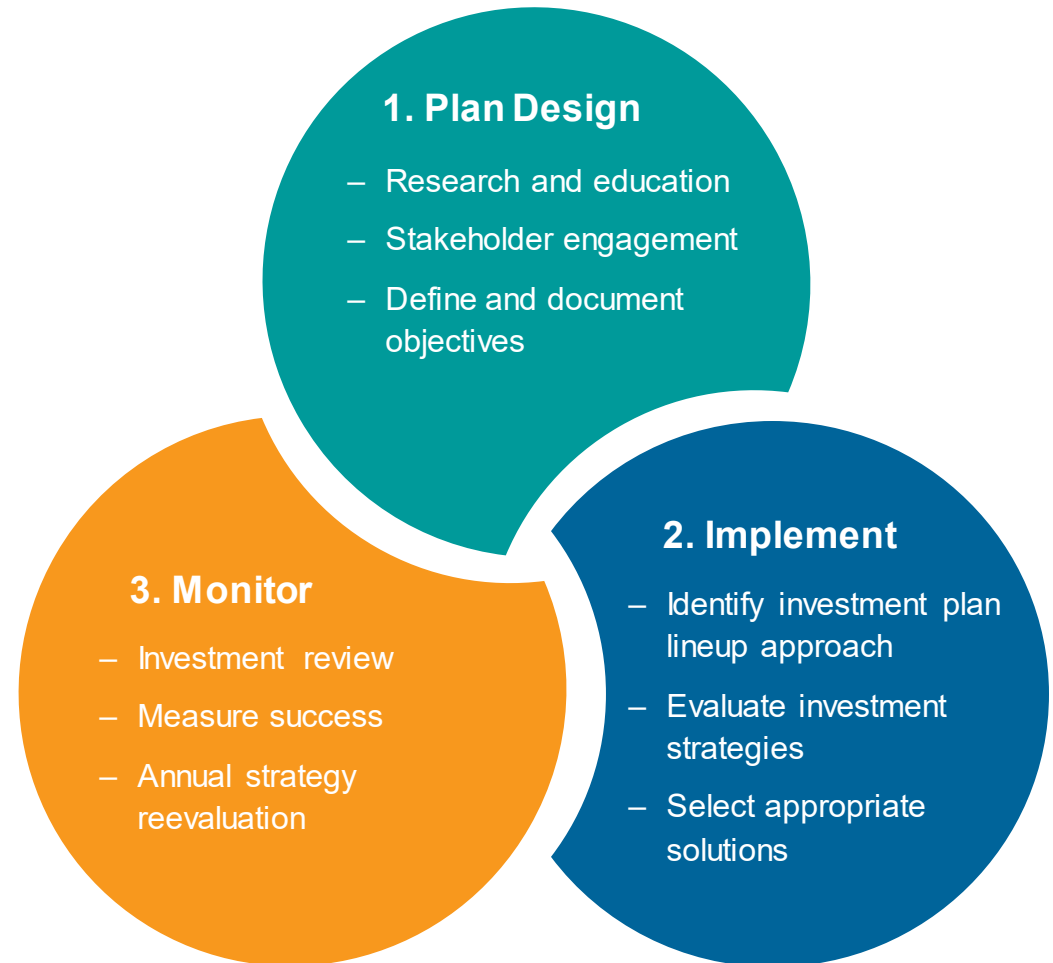 1. Plan Design
– Research and education
– Stakeholder engagement
– Define and document
objectives
2. Implement
– Identify investment plan
lineup approach
– Evaluate investment
strategies
– Select appropriate
solutions
3. Monitor
– Investment review
– Measure success
– Annual strategy
reevaluation